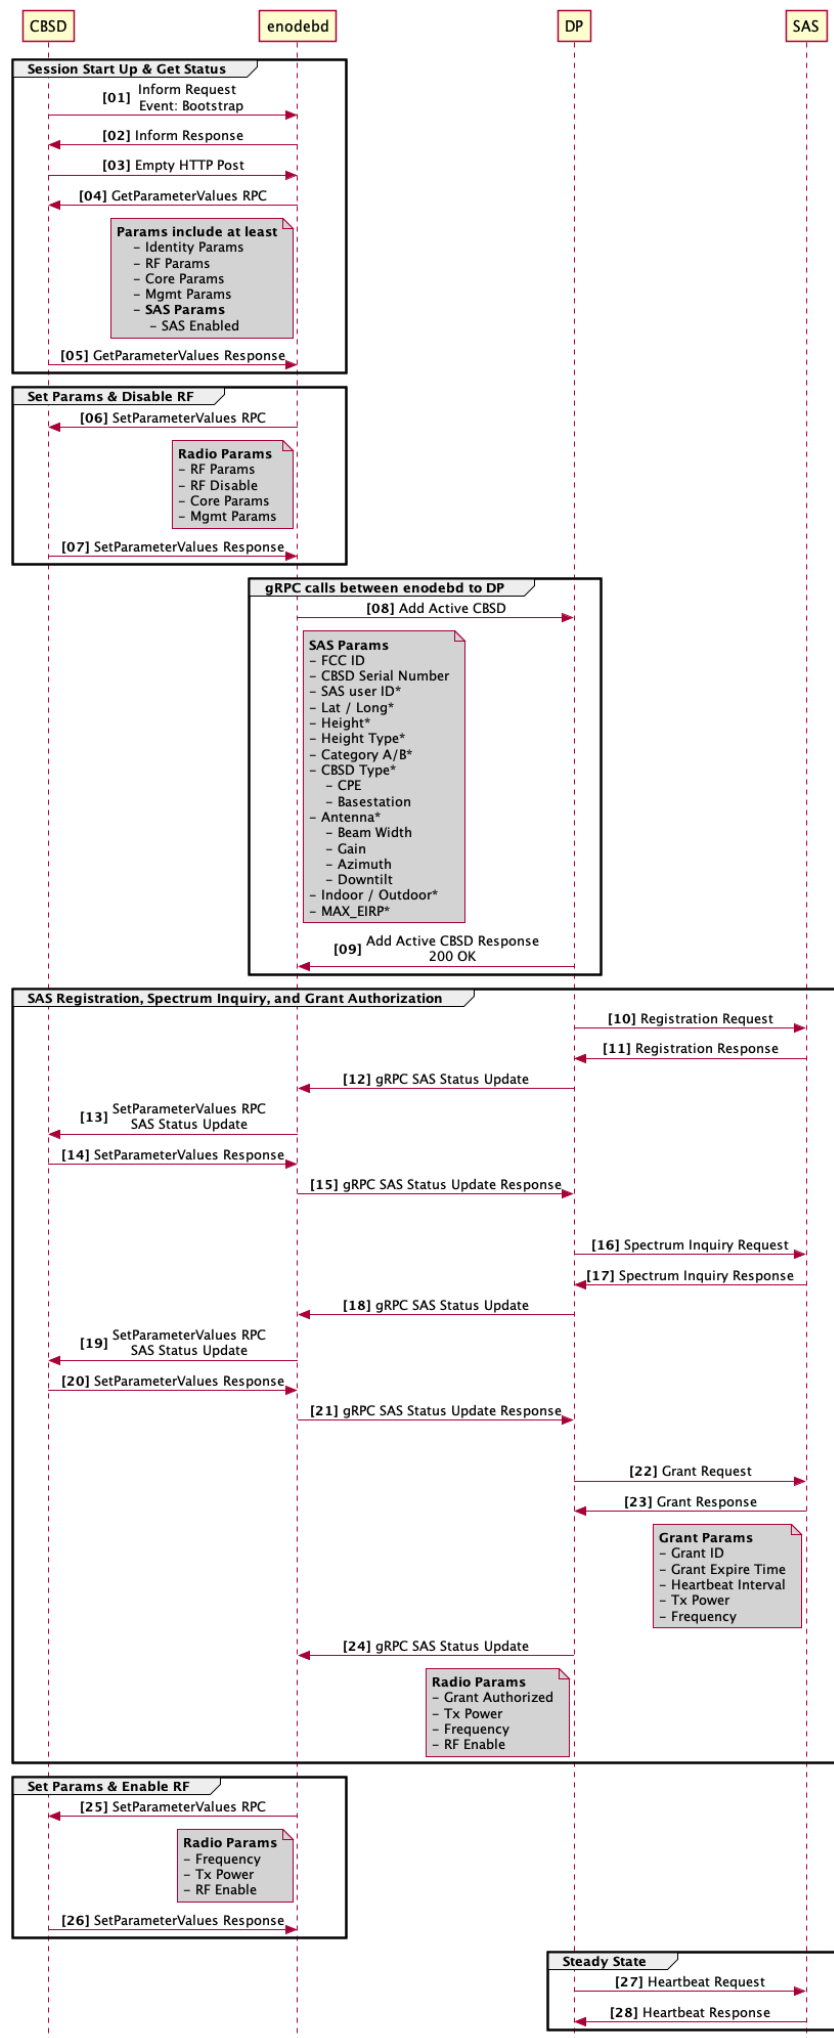 CBSD enodebd DP SAS
Session Start Up & Get Status
[01] Inform Request
Event: Bootstrap
[02] Inform Response
[03] Empty HTTP Post
[04] GetParameterValues RPC
Params include at least
- Identity Params
- RF Params
- Core Params
- Mgmt Params
- SAS Params
- SAS Enabled
[05] GetParameterValues Response
Set Params & Disable RF
[06] SetParameterValues RPC
Radio Params
- RF Params
- RF Disable
- Core Params
- Mgmt Params
[07] SetParameterValues Response
gRPC calls between enodebd to DP
[08] Add Active CBSD
SAS Params
- FCC ID
- CBSD Serial Number
- SAS user ID*
- Lat / Long*
- Height*
- Height Type*
- Category A/B*
- CBSD Type*
- CPE
- Basestation
- Antenna*
- Beam Width
- Gain
- Azimuth
- Downtilt
- Indoor / Outdoor*
- MAX_EIRP*
[09] Add Active CBSD Response
200 OK
SAS Registration, Spectrum Inquiry, and Grant Authorization
[10] Registration Request
[11] Registration Response
[12] gRPC SAS Status Update
[13] SetParameterValues RPC
SAS Status Update
[14] SetParameterValues Response
[15] gRPC SAS Status Update Response
[16] Spectrum Inquiry Request
[17] Spectrum Inquiry Response
[18] gRPC SAS Status Update
[19] SetParameterValues RPC
SAS Status Update
[20] SetParameterValues Response
[21] gRPC SAS Status Update Response
[22] Grant Request
[23] Grant Response
Grant Params
- Grant ID
- Grant Expire Time
- Heartbeat Interval
- Tx Power
- Frequency
[24] gRPC SAS Status Update
Radio Params
- Grant Authorized
- Tx Power
- Frequency
- RF Enable
Set Params & Enable RF
[25] SetParameterValues RPC
Radio Params
- Frequency
- Tx Power
- RF Enable
[26] SetParameterValues Response
Steady State
[27] Heartbeat Request
[28] Heartbeat Response